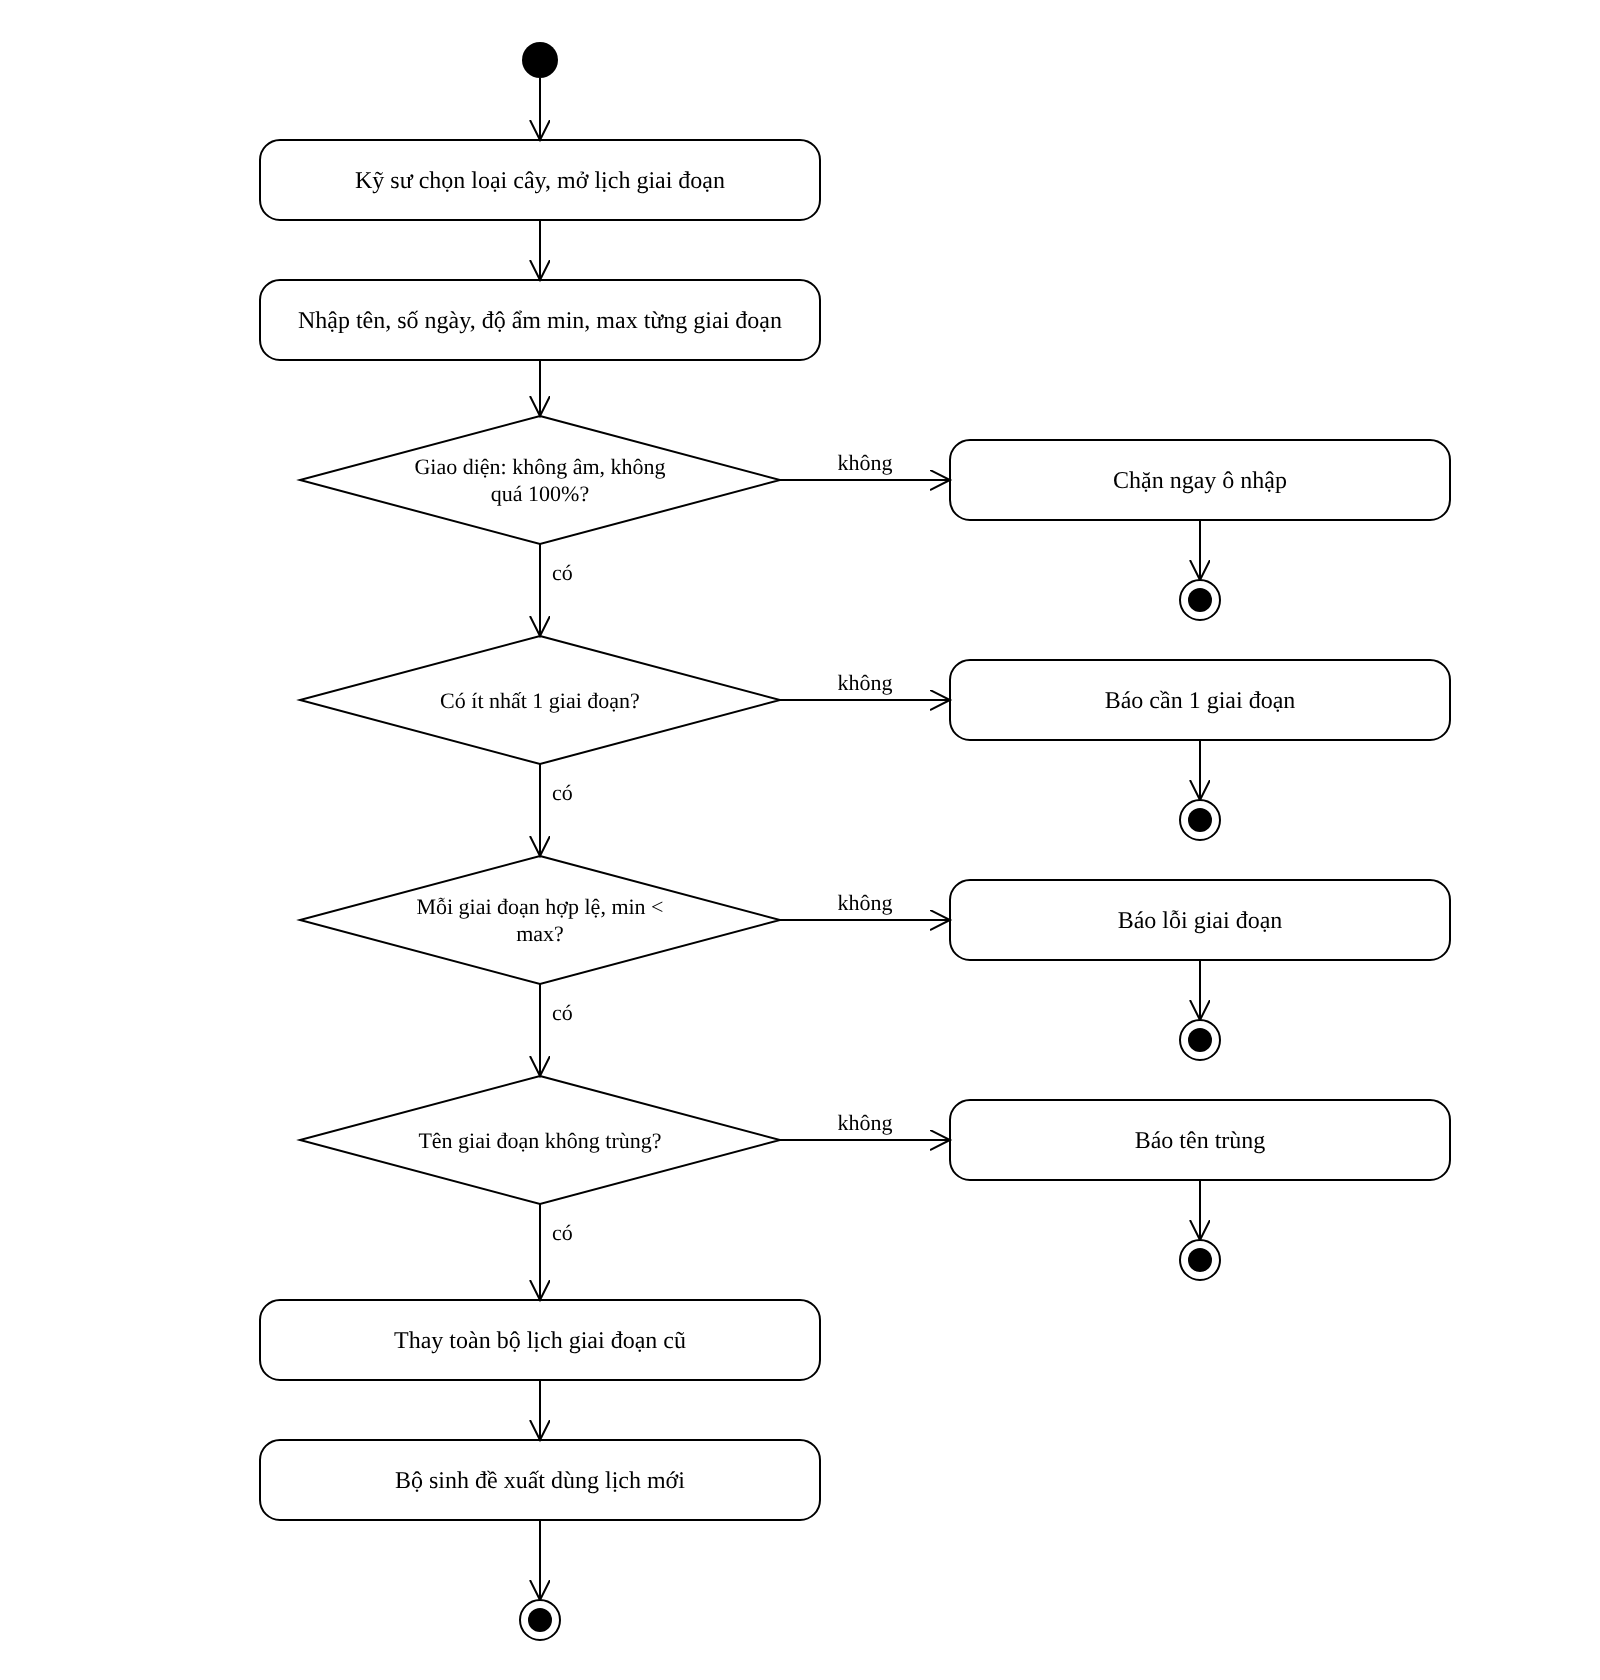 Kỹ sư chọn loại cây, mở lịch giai đoạn
Nhập tên, số ngày, độ ẩm min, max từng giai đoạn
Giao diện: không âm, không
quá 100%?
không
Chặn ngay ô nhập
có
Có ít nhất 1 giai đoạn?
không
Báo cần 1 giai đoạn
có
Mỗi giai đoạn hợp lệ, min <
max?
không
Báo lỗi giai đoạn
có
Tên giai đoạn không trùng?
không
Báo tên trùng
có
Thay toàn bộ lịch giai đoạn cũ
Bộ sinh đề xuất dùng lịch mới